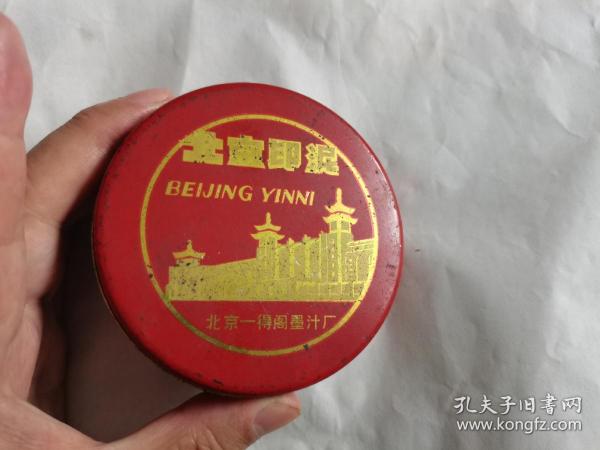 北京印泥
BEIJING YINNI
北京一得阁墨汁厂
孔夫子旧書网
www.kongfz.com